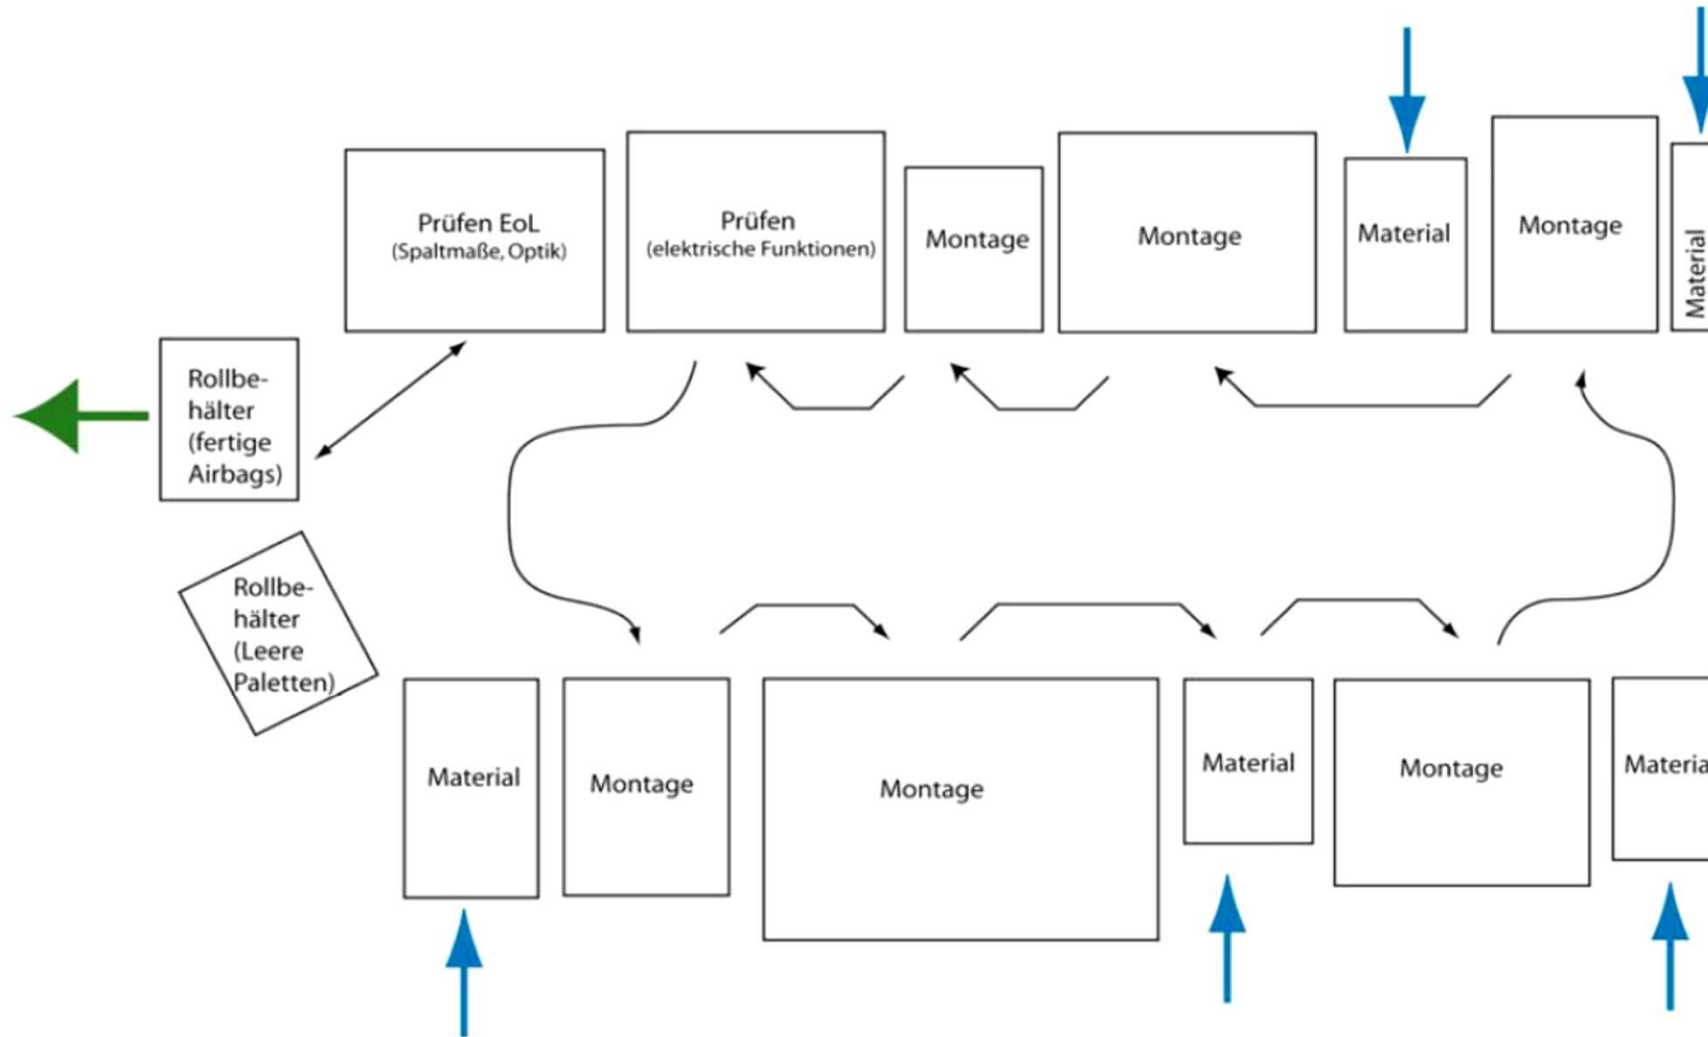 Prüfen EoL
(Spaltmaße, Optik)
Prüfen
(elektrische Funktionen)
Montage
Montage
Material
Montage
Material
Rollbe-
hälter
(fertige
Airbags)
Rollbe-
hälter
(Leere
Paletten)
Material
Montage
Montage
Material
Montage
Materia